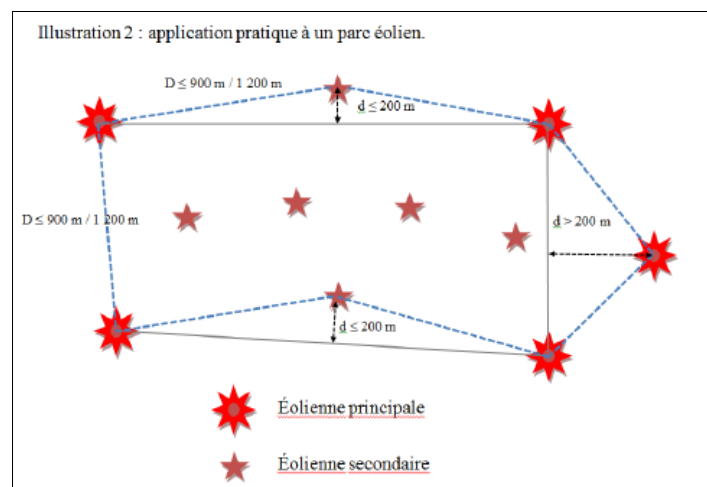 Illustration 2 : application pratique à un parc éolien.
D ≤ 900 m / 1 200 m
d ≤ 200 m
D ≤ 900 m / 1 200 m
d > 200 m
d ≤ 200 m
Éolienne principale
Éolienne secondaire